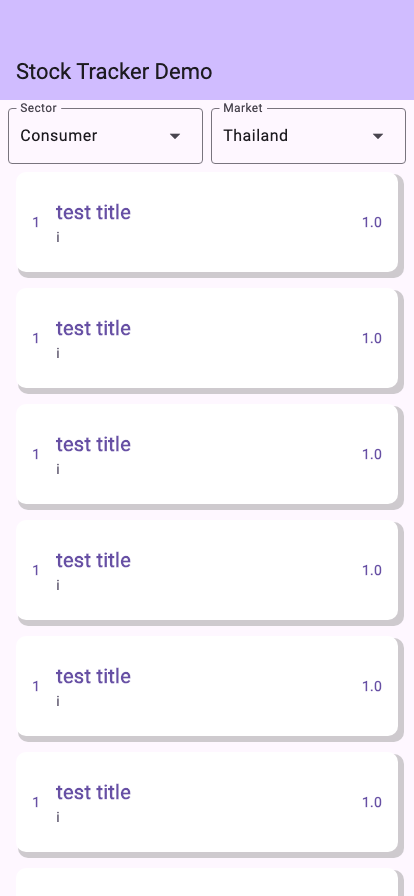 Stock Tracker Demo
Sector
Market
Consumer
Thailand
1
test title
i
1.0
1
test title
i
1.0
1
test title
i
1.0
1
test title
i
1.0
1
test title
i
1.0
1
test title
i
1.0